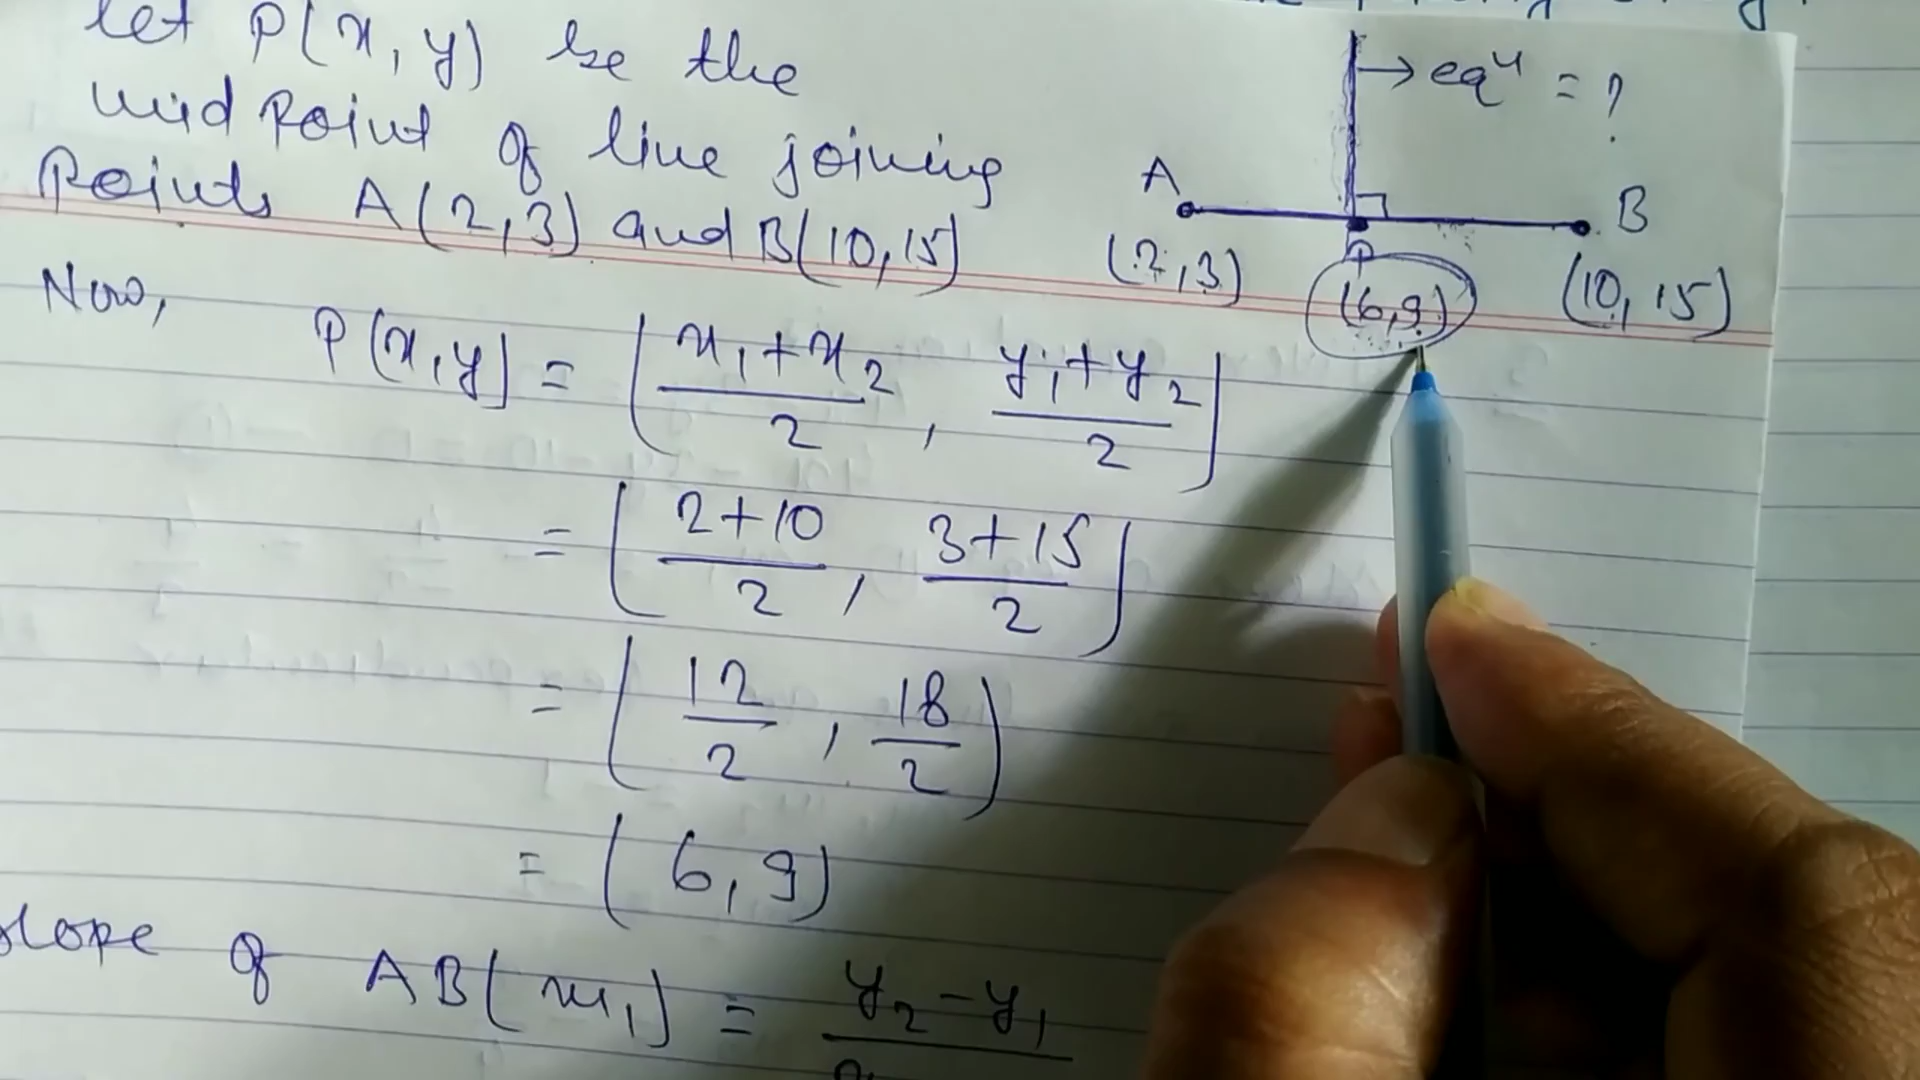 let P(x, y) be the
mid point of line joining
Points A(2,3) and B(10,15)
→ eqⁿ = ?
A
B
P
(2,3)
(6,9)
(10, 15)
Now,
P(x,y) = (x₁+x₂/2 , y₁+y₂/2)
= (2+10/2 , 3+15/2)
= (12/2 , 18/2)
= (6, 9)
slope of AB(m₁) = y₂-y₁